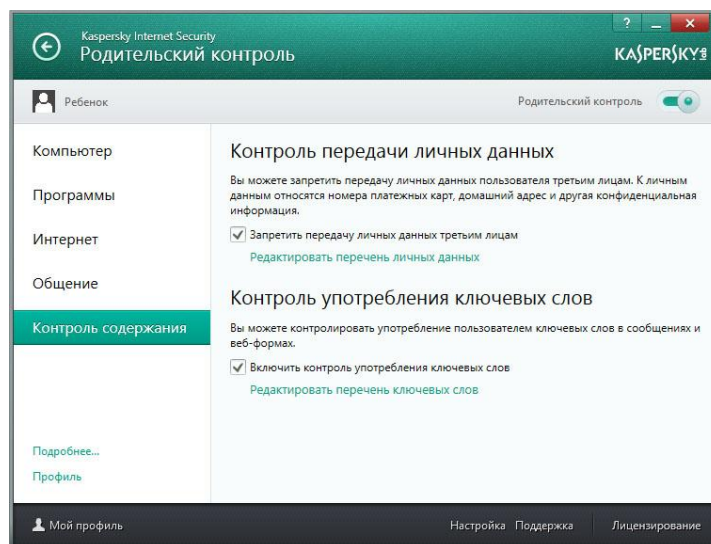 Kaspersky Internet Security
Родительский контроль
?
KASPERSKY
Ребенок
Родительский контроль
Компьютер
Программы
Интернет
Общение
Контроль содержания
Подробнее...
Профиль
Контроль передачи личных данных
Вы можете запретить передачу личных данных пользователя третьим лицам. К личным
данным относятся номера платежных карт, домашний адрес и другая конфиденциальная
информация.
Запретить передачу личных данных третьим лицам
Редактировать перечень личных данных
Контроль употребления ключевых слов
Вы можете контролировать употребление пользователем ключевых слов в сообщениях и
веб-формах.
Включить контроль употребления ключевых слов
Редактировать перечень ключевых слов
Мой профиль
Настройка Поддержка Лицензирование